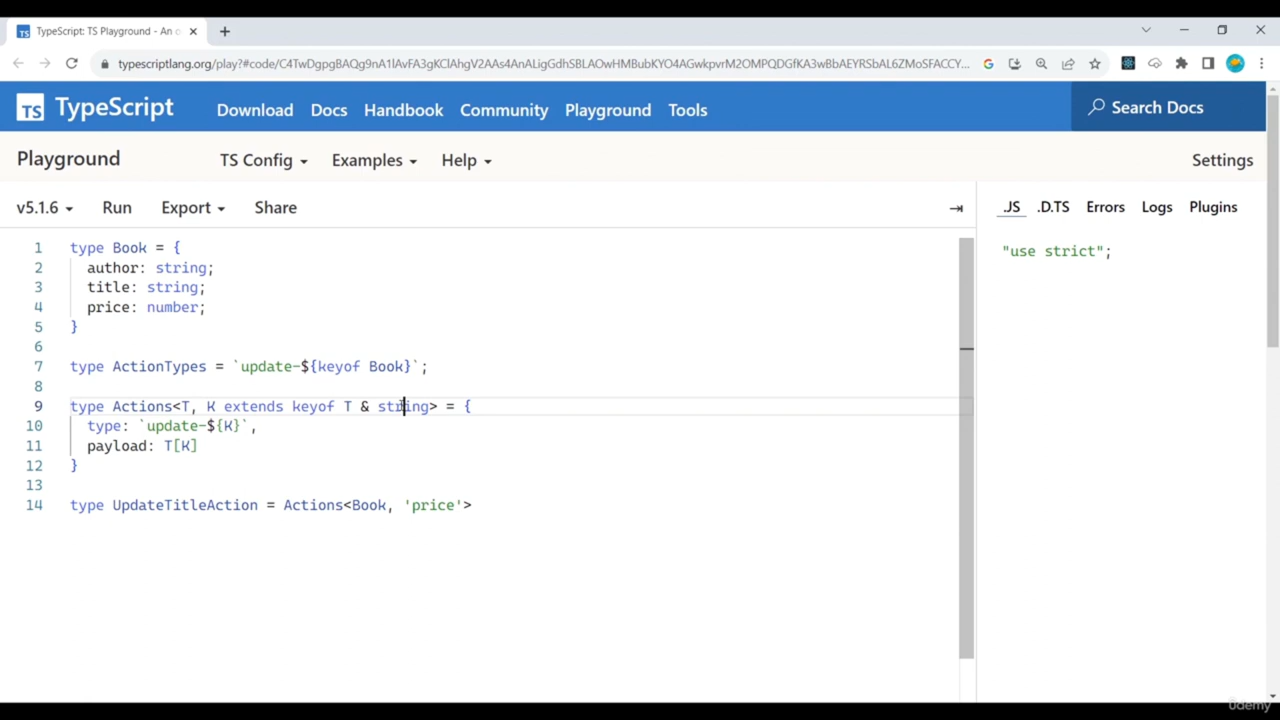 TS TypeScript: TS Playground - An o
typescriptlang.org/play?#code/C4TwDgpgBAQg9nA1lAvFA3gKClAhgV2AAs4AnALigGdhSBLAOwHMBubKYO4AGwkpvrM2OMPQDGfKA3wBbAEYRSbAL6ZMoSFACCY...
TS TypeScript Download Docs Handbook Community Playground Tools Search Docs
Playground TS Config Examples Help Settings
v5.1.6 Run Export Share
.JS .D.TS Errors Logs Plugins
1 type Book = {
2 author: string;
3 title: string;
4 price: number;
5 }
6
7 type ActionTypes = `update-${keyof Book}`;
8
9 type Actions<T, K extends keyof T & string> = {
10 type: `update-${K}`,
11 payload: T[K]
12 }
13
14 type UpdateTitleAction = Actions<Book, 'price'>
"use strict";
Udemy